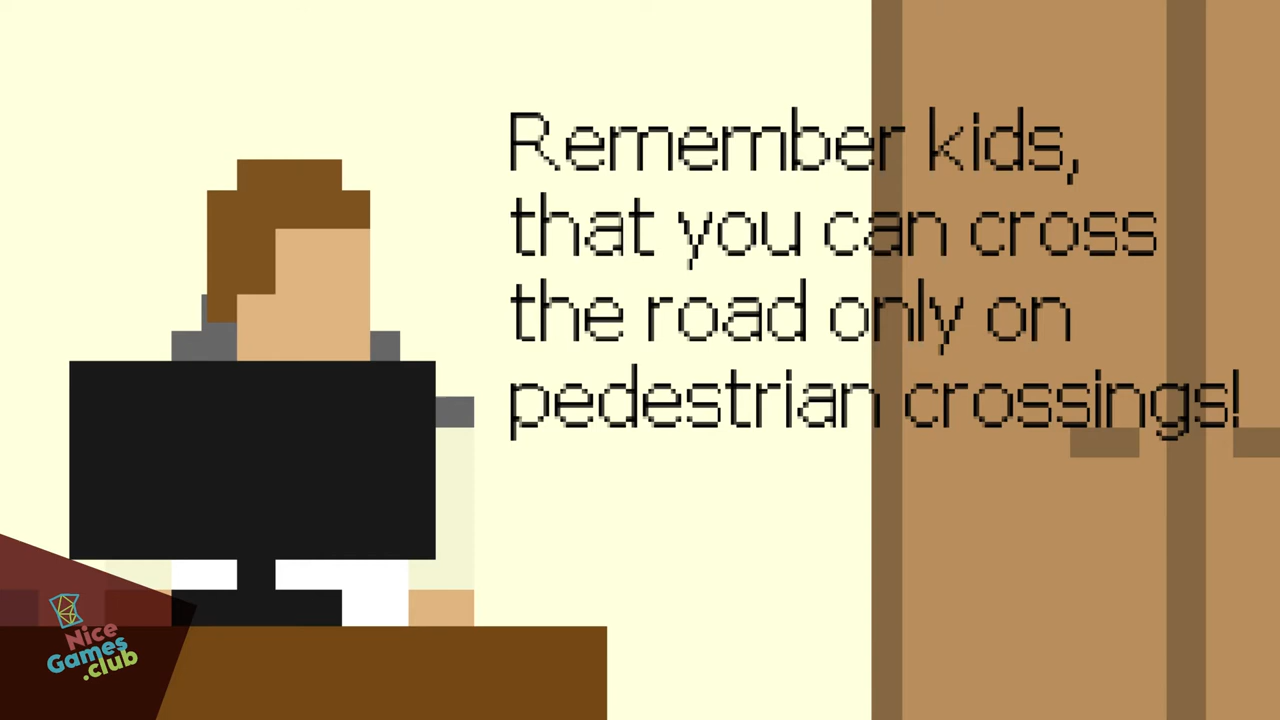 Remember kids,
that you can cross
the road only on
pedestrian crossings!
Nice
Games
.club